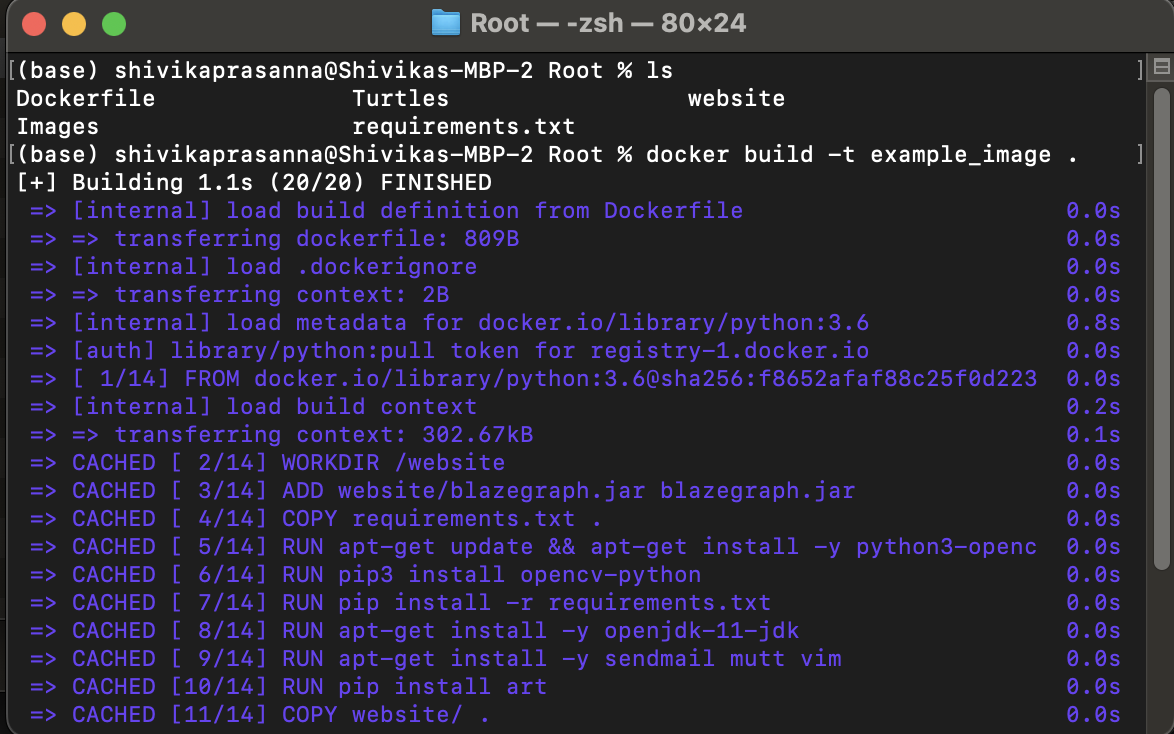 Root — -zsh — 80×24
[(base) shivikaprasanna@Shivikas-MBP-2 Root % ls ]
Dockerfile Turtles website
Images requirements.txt
[(base) shivikaprasanna@Shivikas-MBP-2 Root % docker build -t example_image . ]
[+] Building 1.1s (20/20) FINISHED
=> [internal] load build definition from Dockerfile 0.0s
=> => transferring dockerfile: 809B 0.0s
=> [internal] load .dockerignore 0.0s
=> => transferring context: 2B 0.0s
=> [internal] load metadata for docker.io/library/python:3.6 0.8s
=> [auth] library/python:pull token for registry-1.docker.io 0.0s
=> [ 1/14] FROM docker.io/library/python:3.6@sha256:f8652afaf88c25f0d223 0.0s
=> [internal] load build context 0.2s
=> => transferring context: 302.67kB 0.1s
=> CACHED [ 2/14] WORKDIR /website 0.0s
=> CACHED [ 3/14] ADD website/blazegraph.jar blazegraph.jar 0.0s
=> CACHED [ 4/14] COPY requirements.txt . 0.0s
=> CACHED [ 5/14] RUN apt-get update && apt-get install -y python3-openc 0.0s
=> CACHED [ 6/14] RUN pip3 install opencv-python 0.0s
=> CACHED [ 7/14] RUN pip install -r requirements.txt 0.0s
=> CACHED [ 8/14] RUN apt-get install -y openjdk-11-jdk 0.0s
=> CACHED [ 9/14] RUN apt-get install -y sendmail mutt vim 0.0s
=> CACHED [10/14] RUN pip install art 0.0s
=> CACHED [11/14] COPY website/ . 0.0s